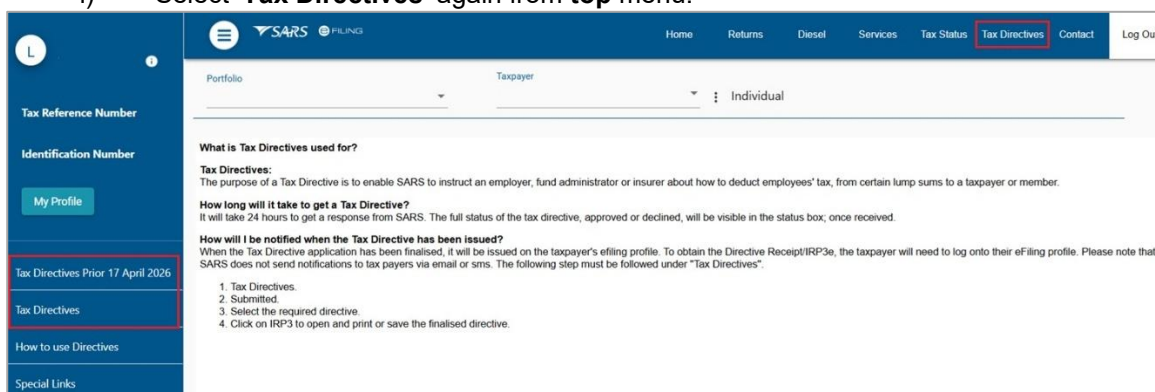 Select 'Tax Directives' again from top menu.
L
SARS eFILING
Home Returns Diesel Services Tax Status Tax Directives Contact Log Ou
Portfolio
Taxpayer
Individual
Tax Reference Number
Identification Number
My Profile
Tax Directives Prior 17 April 2026
Tax Directives
How to use Directives
Special Links
What is Tax Directives used for?
Tax Directives:
The purpose of a Tax Directive is to enable SARS to instruct an employer, fund administrator or insurer about how to deduct employees' tax, from certain lump sums to a taxpayer or member.
How long will it take to get a Tax Directive?
It will take 24 hours to get a response from SARS. The full status of the tax directive, approved or declined, will be visible in the status box; once received.
How will I be notified when the Tax Directive has been issued?
When the Tax Directive application has been finalised, it will be issued on the taxpayer's efiling profile. To obtain the Directive Receipt/IRP3e, the taxpayer will need to log onto their eFiling profile. Please note that
SARS does not send notifications to tax payers via email or sms. The following step must be followed under "Tax Directives".
1. Tax Directives.
2. Submitted.
3. Select the required directive.
4. Click on IRP3 to open and print or save the finalised directive.